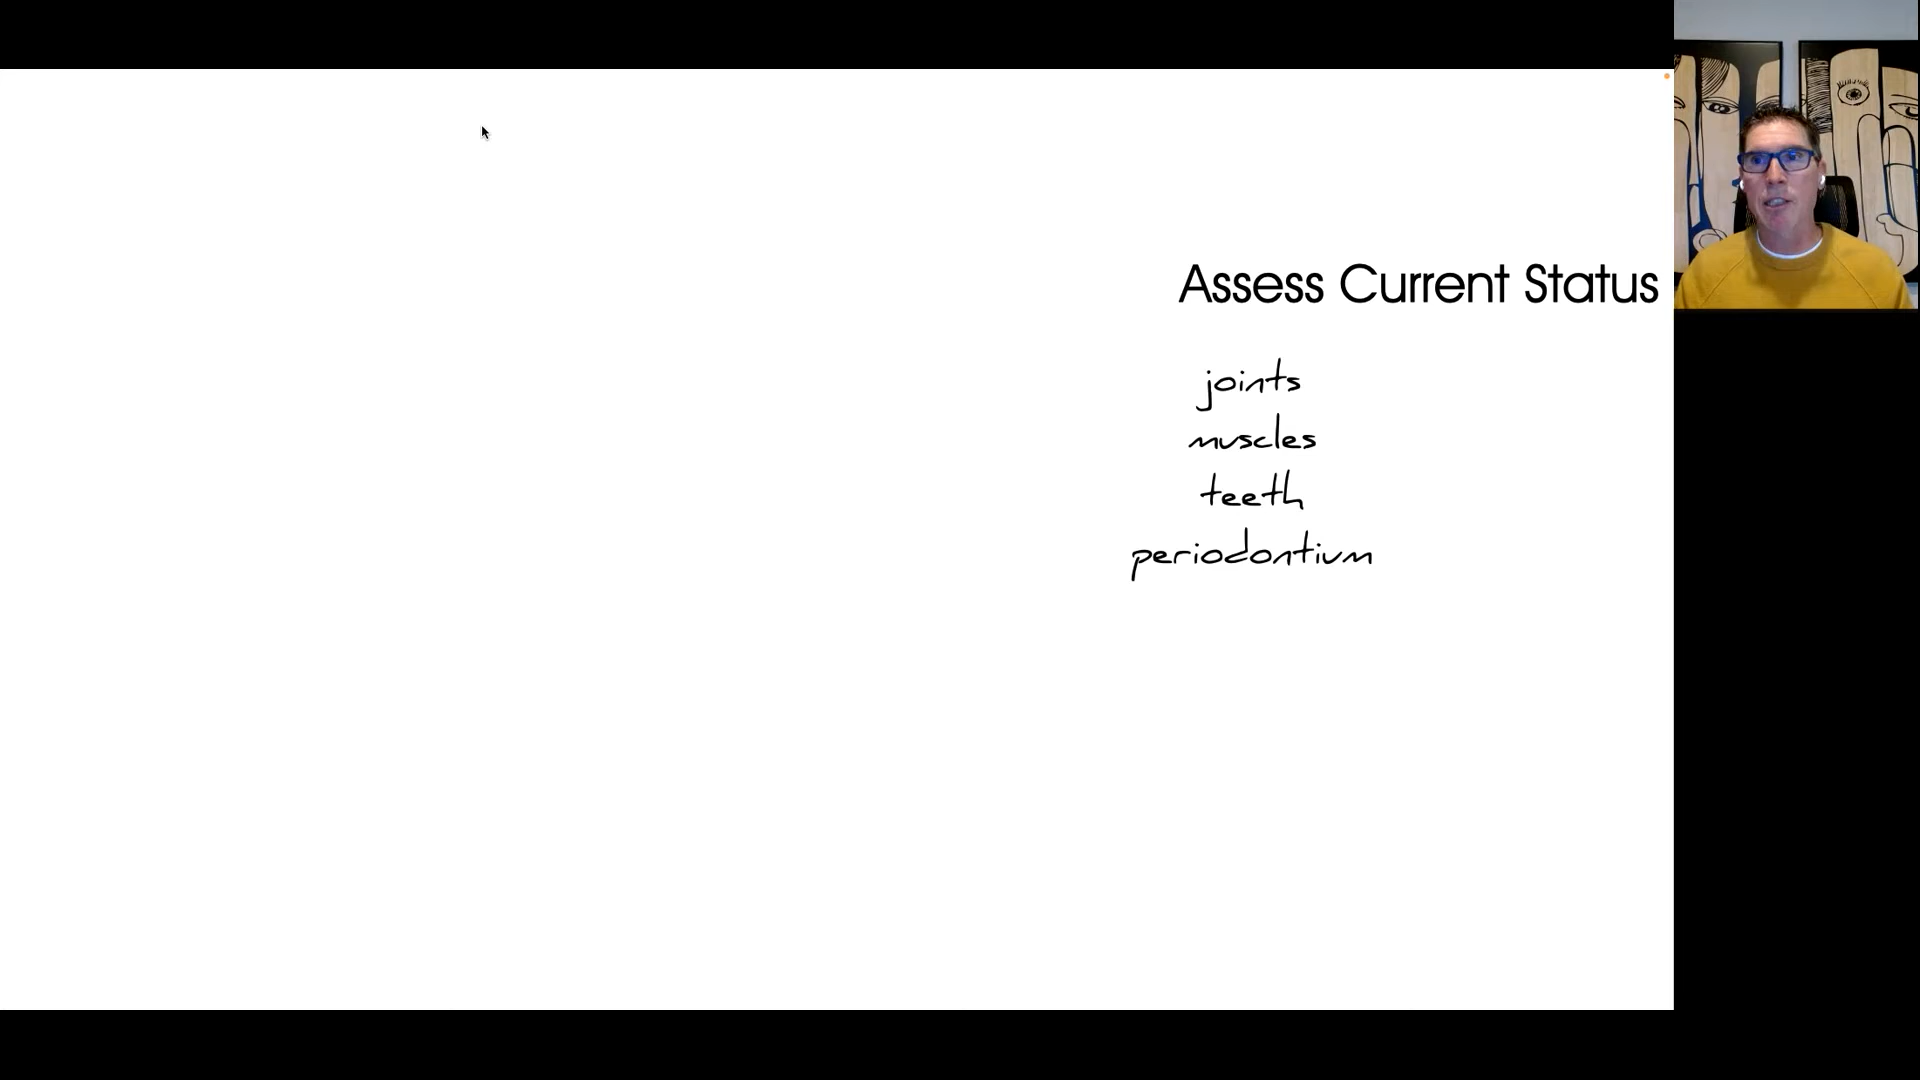 Assess Current Status
joints
muscles
teeth
periodontium